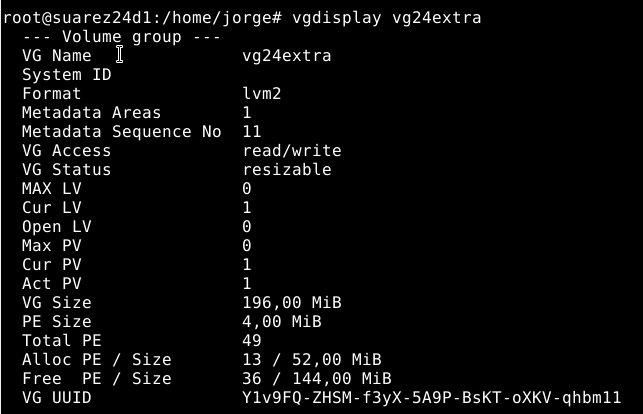 root@suarez24d1:/home/jorge# vgdisplay vg24extra
--- Volume group ---
VG Name vg24extra
System ID
Format lvm2
Metadata Areas 1
Metadata Sequence No 11
VG Access read/write
VG Status resizable
MAX LV 0
Cur LV 1
Open LV 0
Max PV 0
Cur PV 1
Act PV 1
VG Size 196,00 MiB
PE Size 4,00 MiB
Total PE 49
Alloc PE / Size 13 / 52,00 MiB
Free  PE / Size 36 / 144,00 MiB
VG UUID Y1v9FQ-ZHSM-f3yX-5A9P-BsKT-oXKV-qhbm11